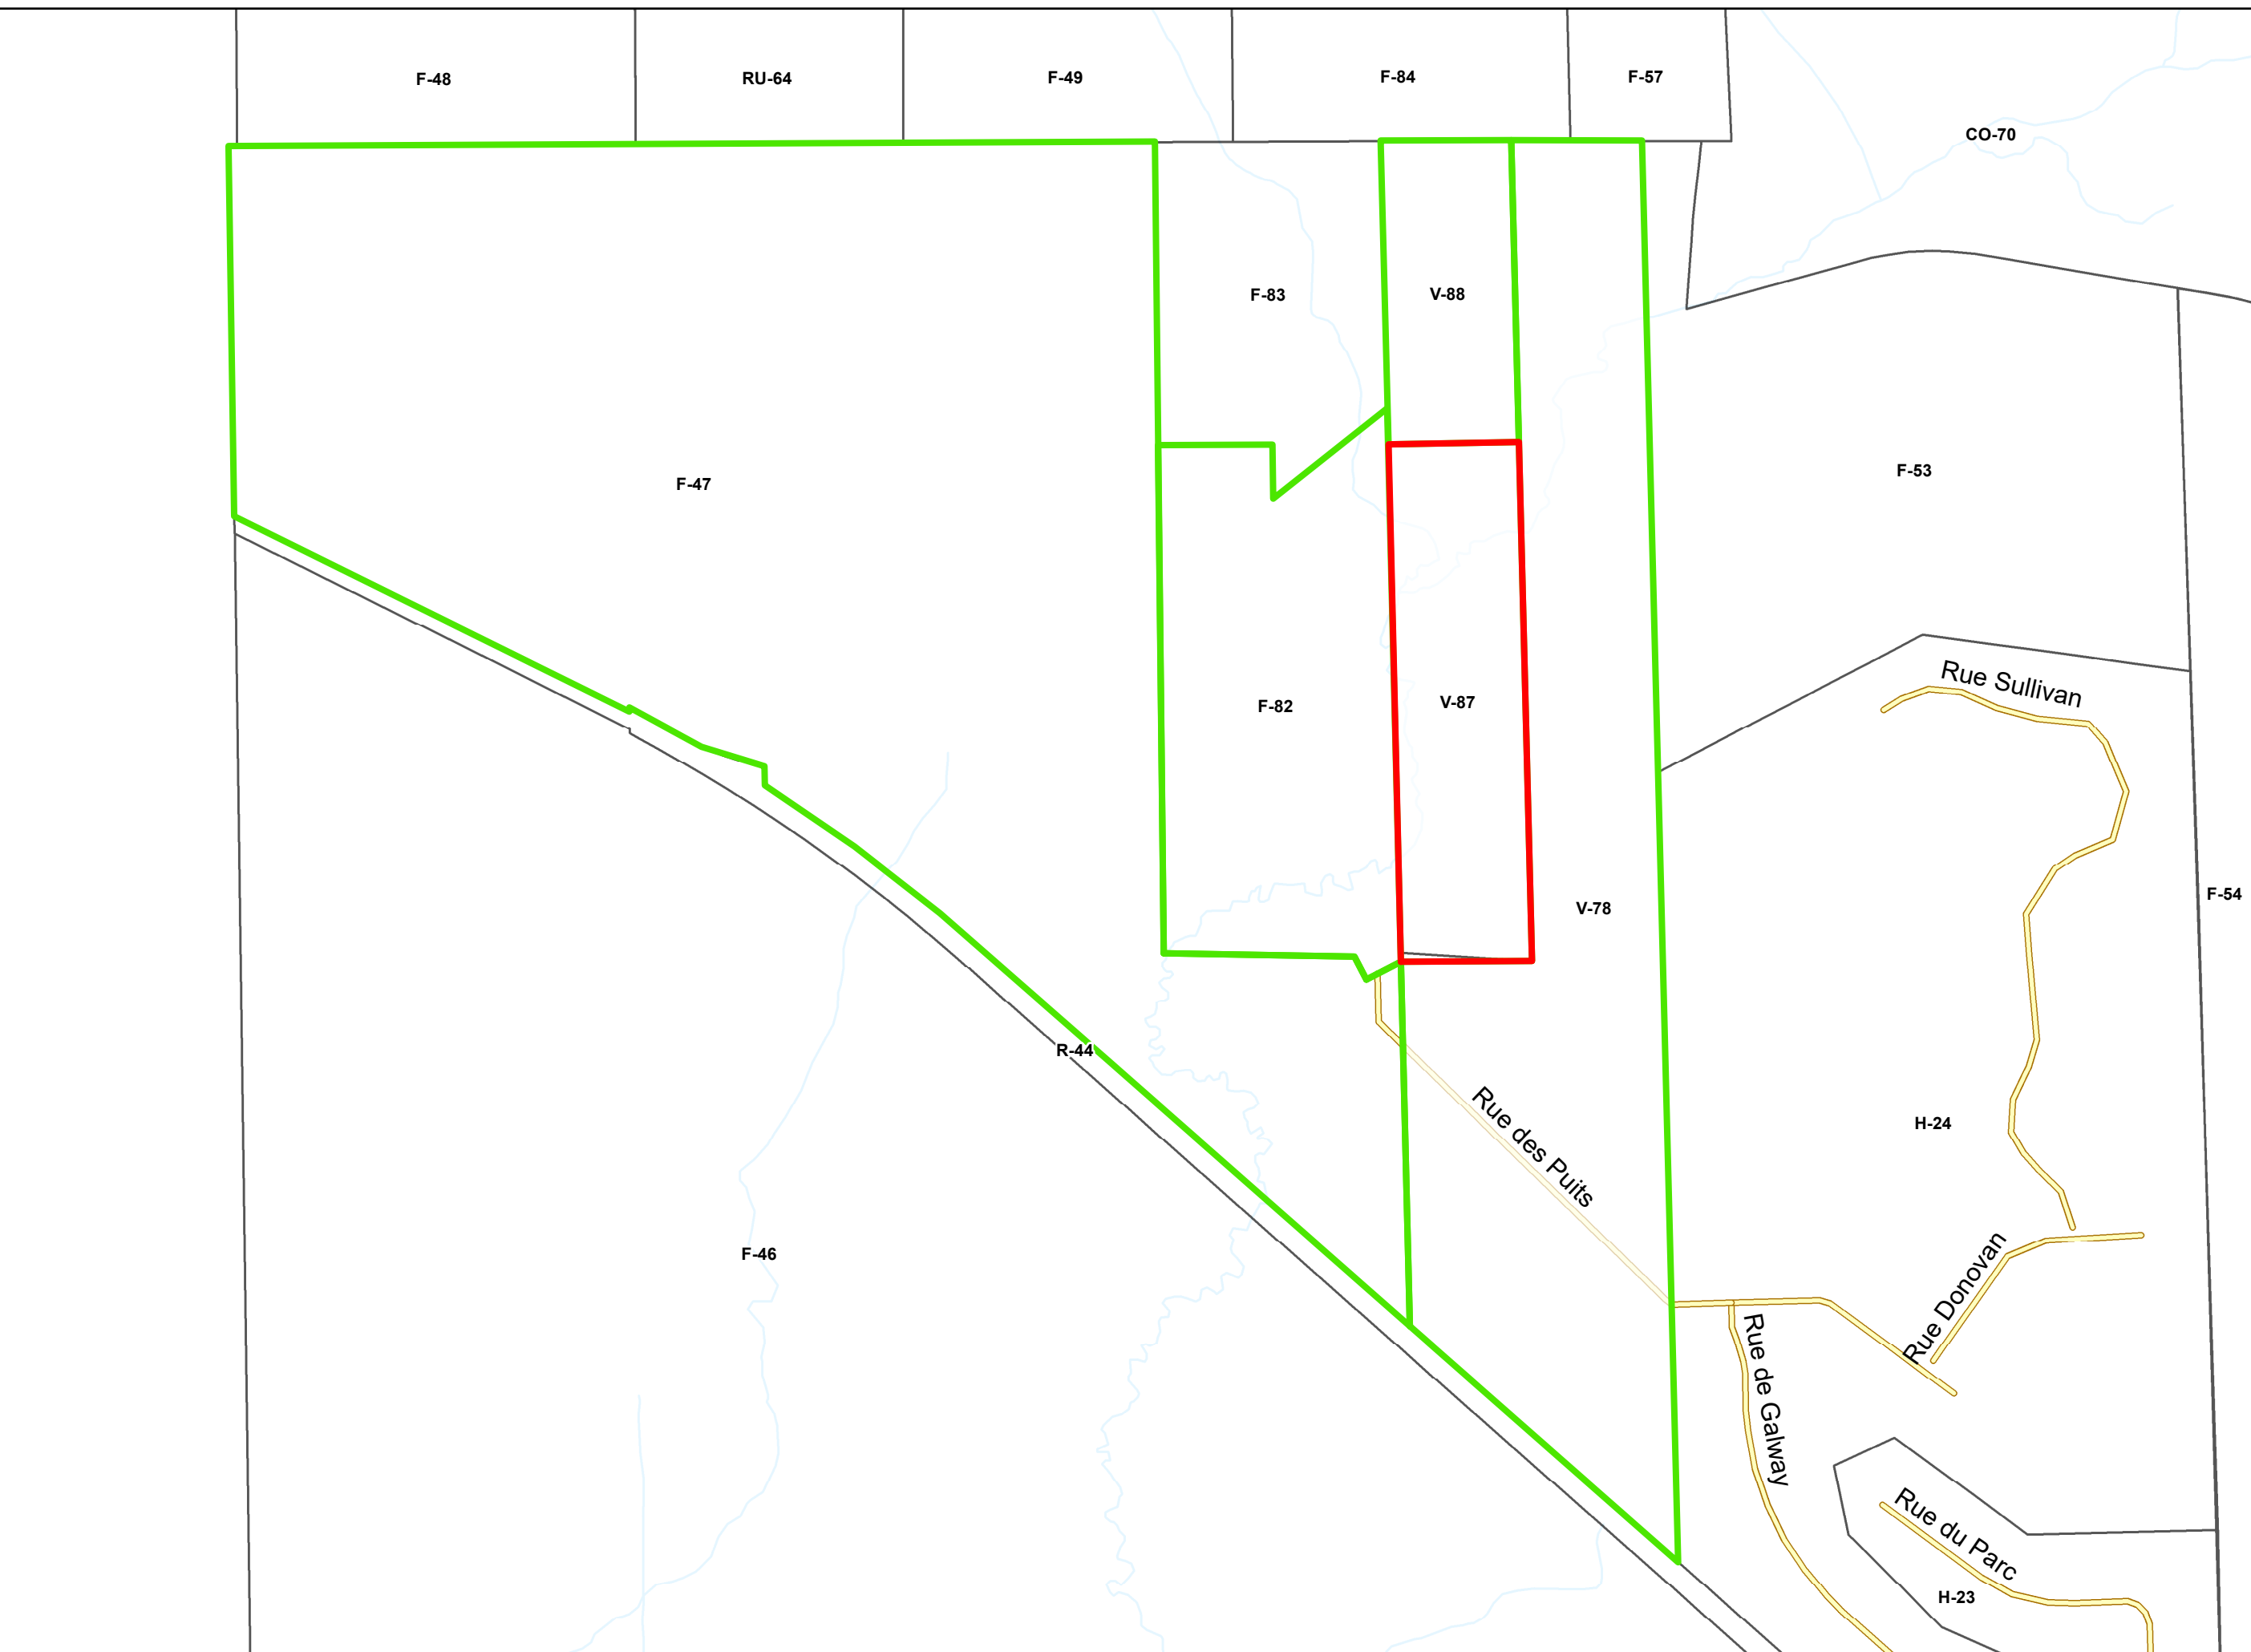 F-48
RU-64
F-49
F-84
F-57
CO-70
F-83
V-88
F-47
F-53
Rue Sullivan
F-82
V-87
F-54
V-78
R-44
Rue des Puits
H-24
F-46
Rue Donovan
Rue de Galway
Rue du Parc
H-23